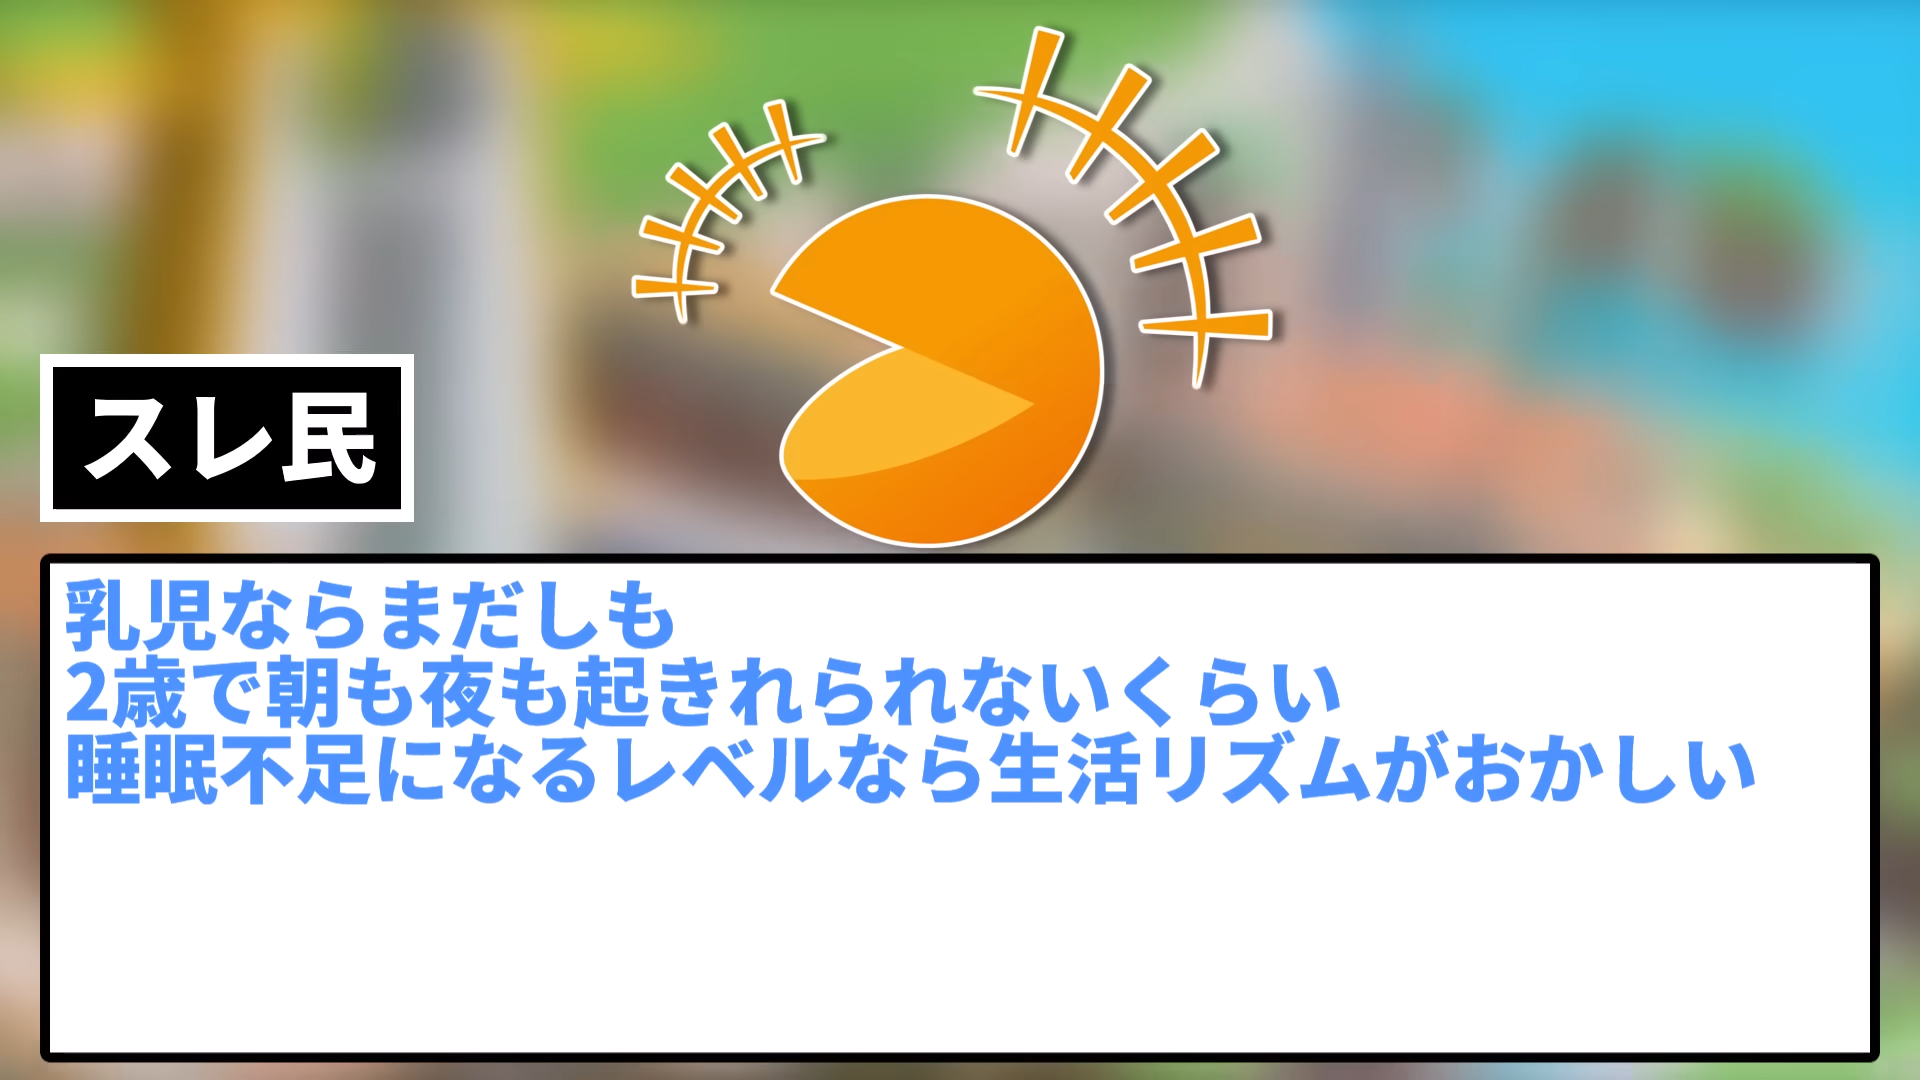 スレ民
乳児ならまだしも
2歳で朝も夜も起きれられないくらい
睡眠不足になるレベルなら生活リズムがおかしい